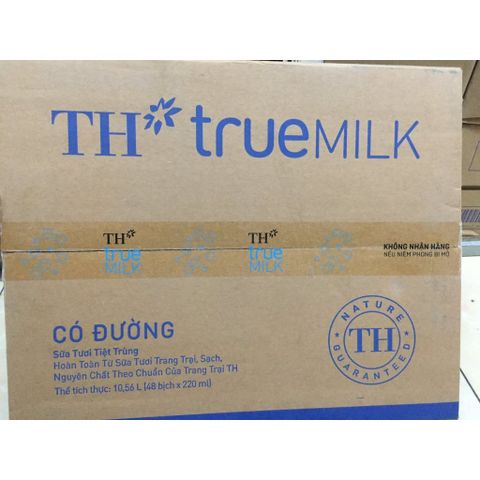 TH trueMILK
TH
true
MILK
TH
true
MILK
KHÔNG NHẬN HÀNG
NẾU NIÊM PHONG BỊ MỞ
CÓ ĐƯỜNG
Sữa Tươi Tiệt Trùng
Hoàn Toàn Từ Sữa Tươi Trang Trại, Sạch,
Nguyên Chất Theo Chuẩn Của Trang Trại TH
Thể tích thực: 10,56 L (48 bịch x 220 ml)
NATURE
TH
GUARANTEED